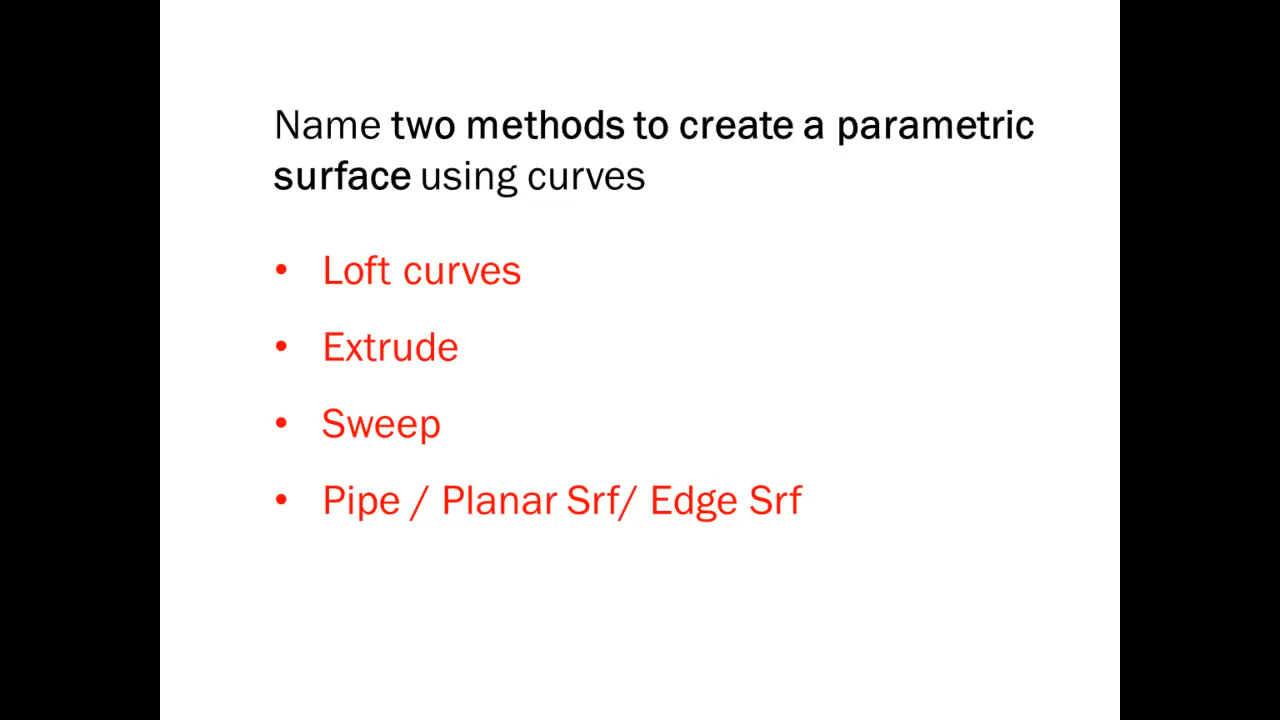 Name two methods to create a parametric
surface using curves
• Loft curves
• Extrude
• Sweep
• Pipe / Planar Srf/ Edge Srf